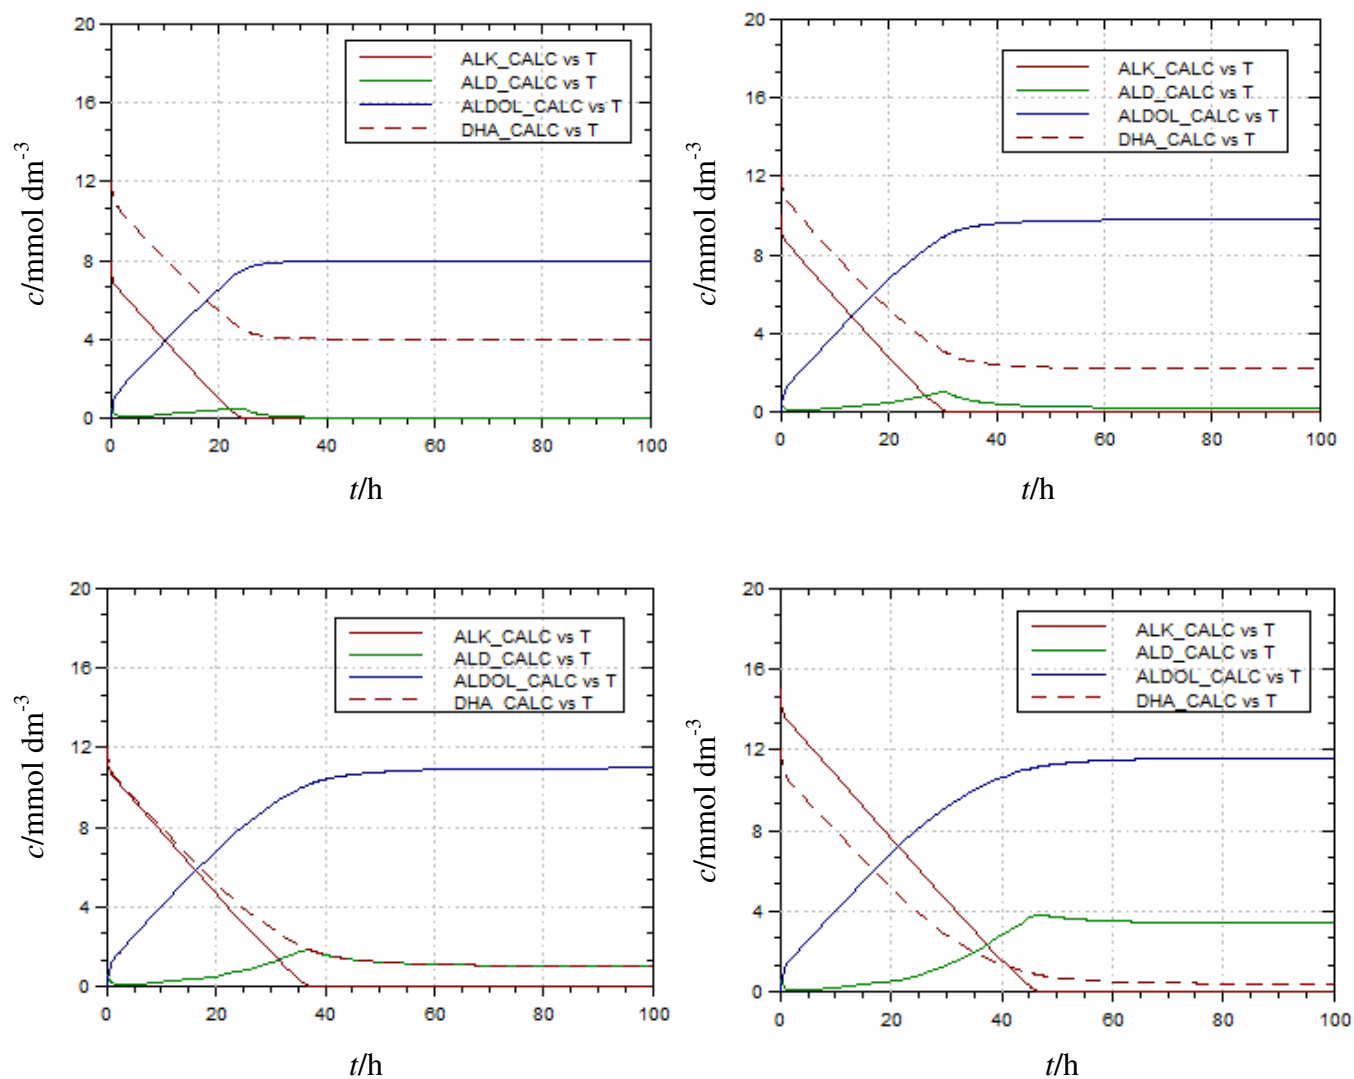 20
16
12
8
4
0
c/mmol dm-3
ALK_CALC vs T
ALD_CALC vs T
ALDOL_CALC vs T
DHA_CALC vs T
0 20 40 60 80 100
t/h
20
16
12
8
4
0
c/mmol dm-3
ALK_CALC vs T
ALD_CALC vs T
ALDOL_CALC vs T
DHA_CALC vs T
0 20 40 60 80 100
t/h
20
16
12
8
4
0
c/mmol dm-3
ALK_CALC vs T
ALD_CALC vs T
ALDOL_CALC vs T
DHA_CALC vs T
0 20 40 60 80 100
t/h
20
16
12
8
4
0
c/mmol dm-3
ALK_CALC vs T
ALD_CALC vs T
ALDOL_CALC vs T
DHA_CALC vs T
0 20 40 60 80 100
t/h